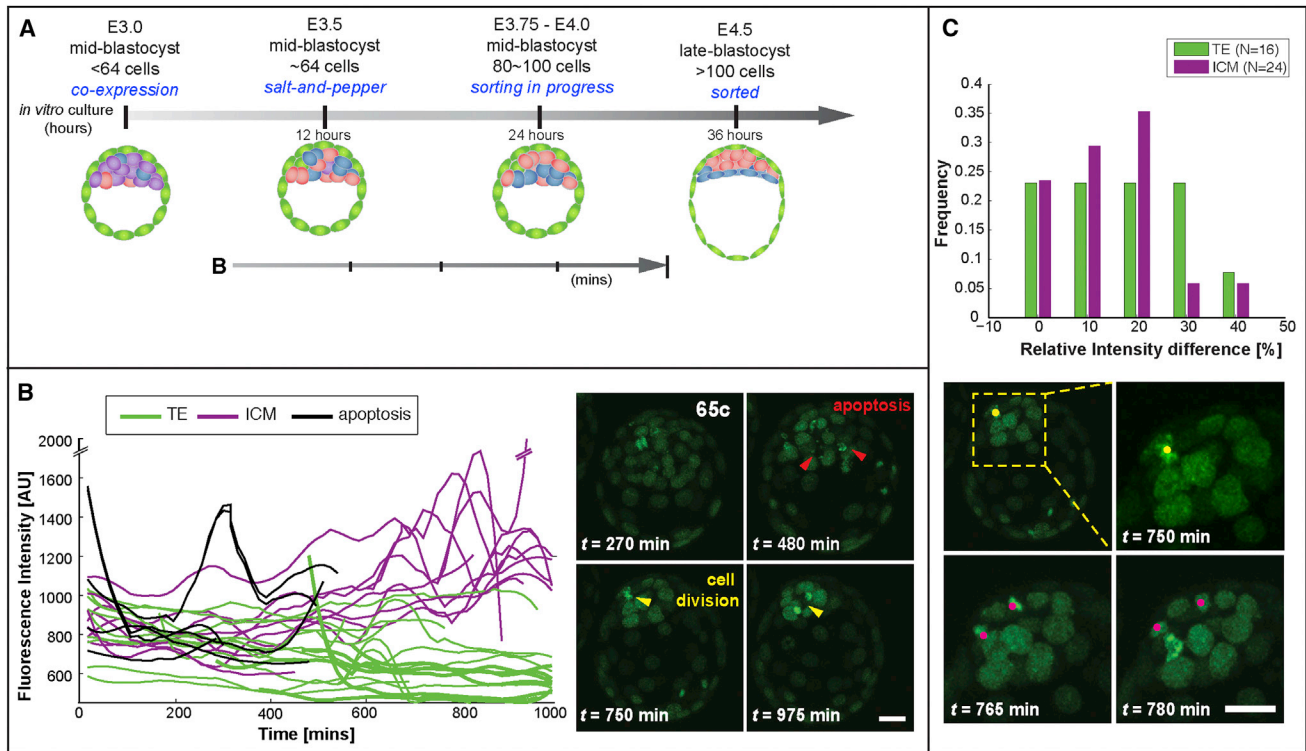 A
E3.0
mid-blastocyst
<64 cells
co-expression
E3.5
mid-blastocyst
~64 cells
salt-and-pepper
E3.75 - E4.0
mid-blastocyst
80~100 cells
sorting in progress
E4.5
late-blastocyst
>100 cells
sorted
in vitro culture
(hours)
12 hours
24 hours
36 hours
B
(mins)
B
TE
ICM
apoptosis
Fluorescence Intensity [AU]
2000
1600
1400
1200
1000
800
600
0
200
400
600
800
1000
Time [mins]
65c
t = 270 min
apoptosis
t = 480 min
cell
division
t = 750 min
t = 975 min
C
TE (N=16)
ICM (N=24)
Frequency
0.4
0.35
0.3
0.25
0.2
0.15
0.1
0.05
0
−10
0
10
20
30
40
50
Relative Intensity difference [%]
t = 750 min
t = 765 min
t = 780 min